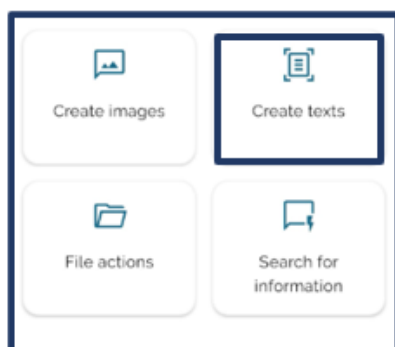 Create images
Create texts
File actions
Search for
information